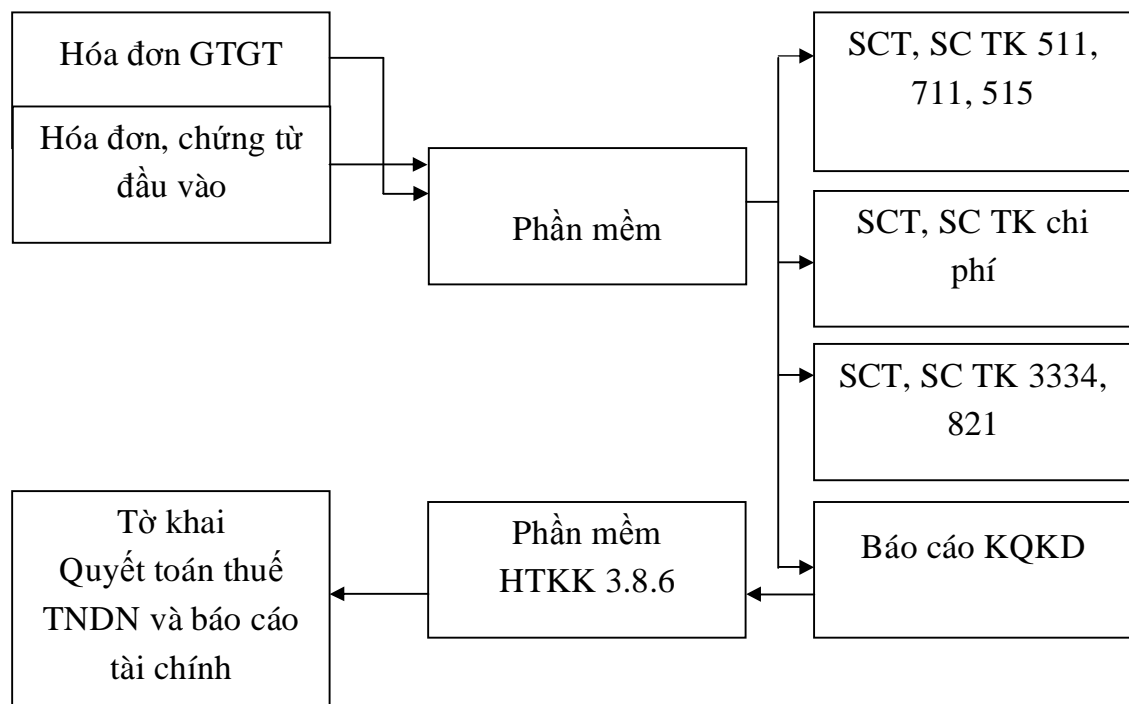 Hóa đơn GTGT
Hóa đơn, chứng từ
đầu vào
Phần mềm
SCT, SC TK 511,
711, 515
SCT, SC TK chi
phí
SCT, SC TK 3334,
821
Báo cáo KQKD
Phần mềm
HTKK 3.8.6
Tờ khai
Quyết toán thuế
TNDN và báo cáo
tài chính